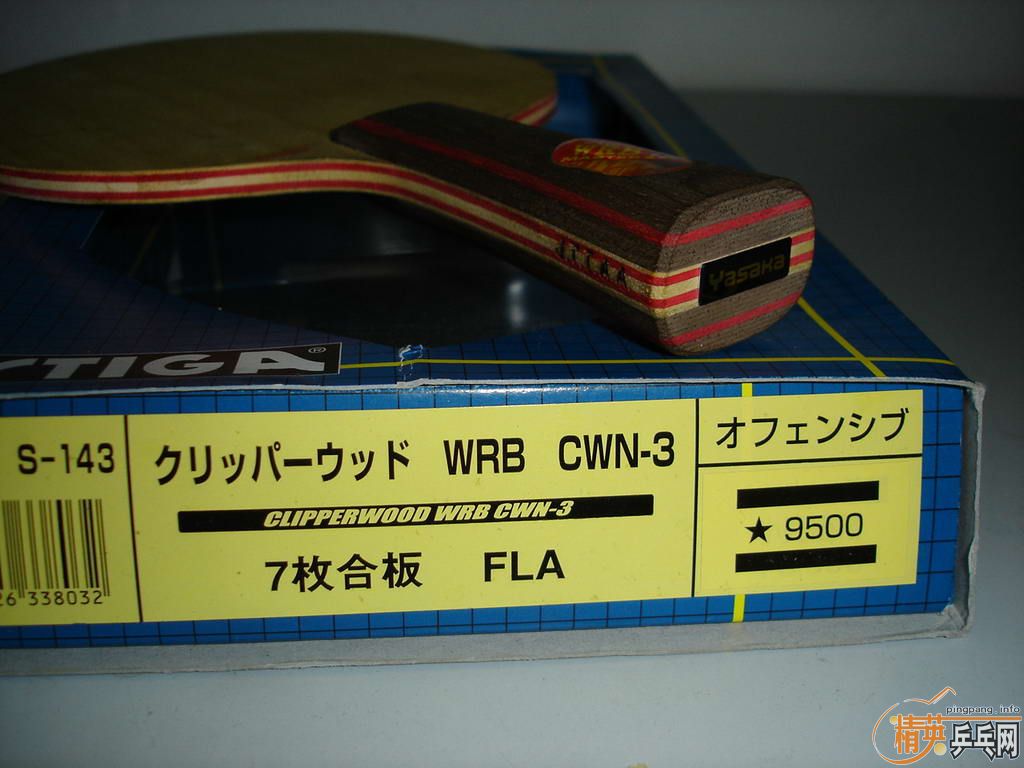 JTTAA
Yasaka
STIGA®
S-143
26 338032
クリッパーウッド WRB CWN-3
CLIPPERWOOD WRB CWN-3
7枚合板 FLA
オフェンシブ
★ 9500
pingpang.info
精英乒乓网